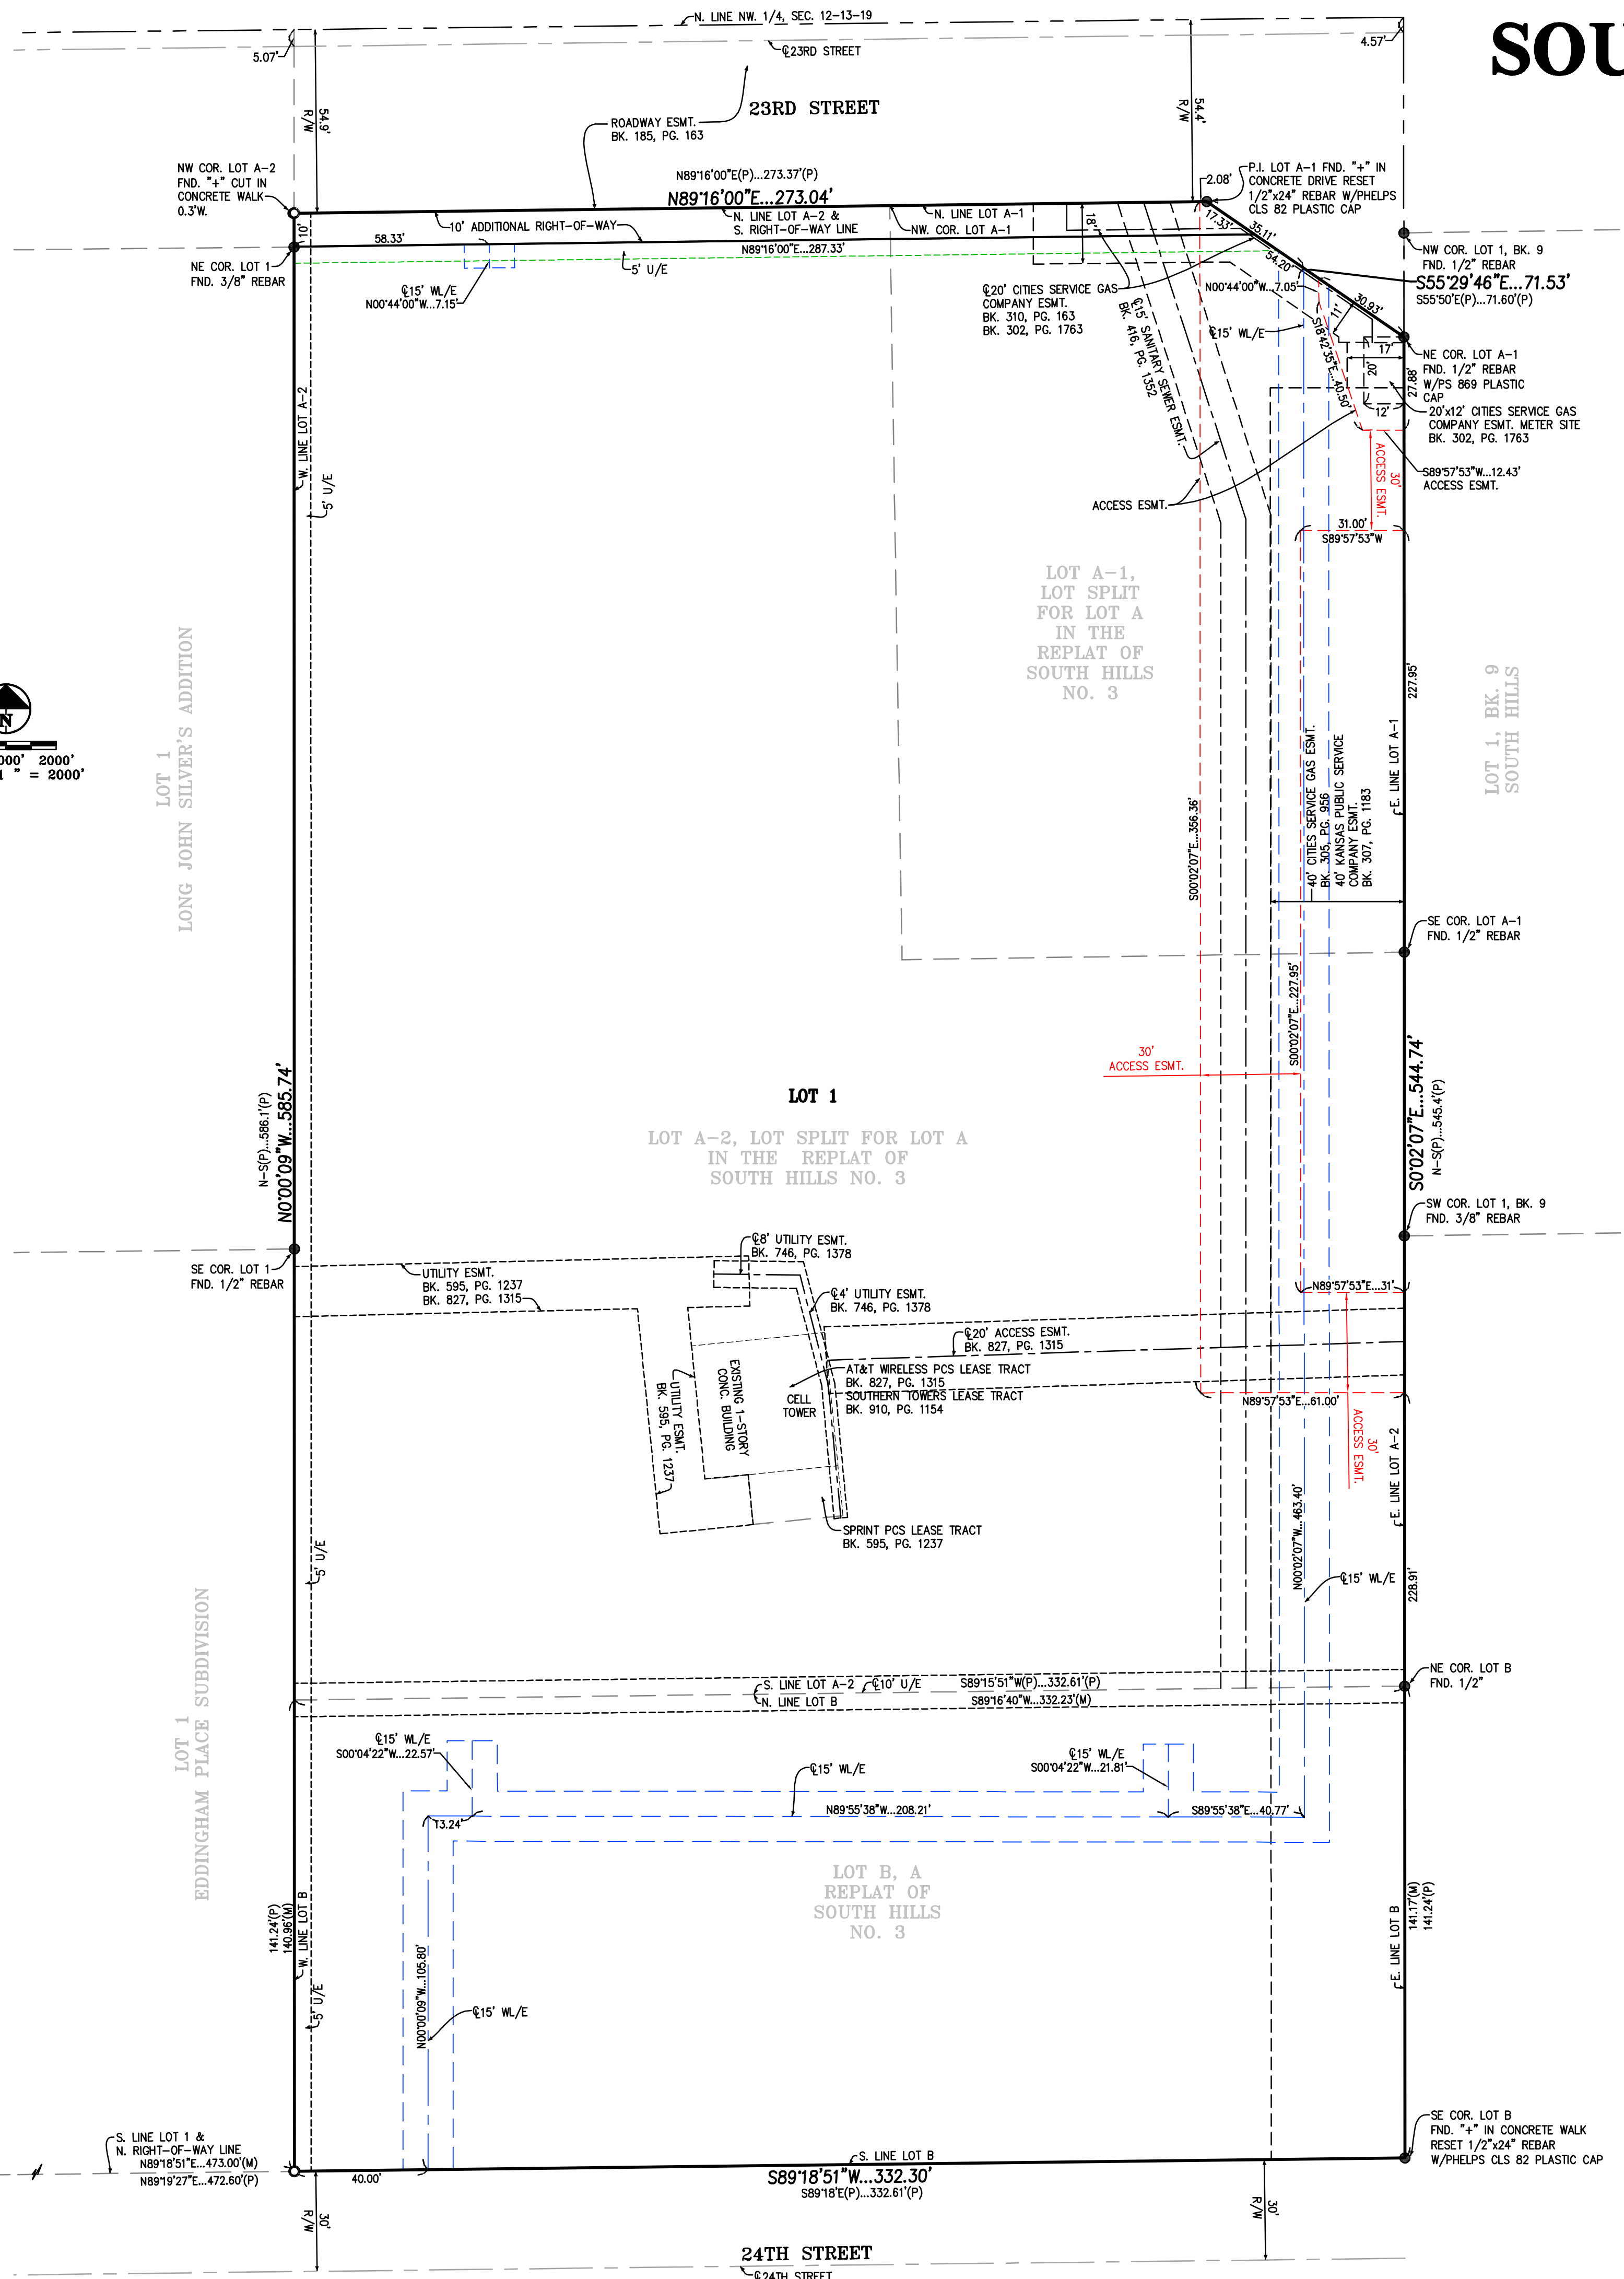 N. LINE NW. 1/4, SEC. 12-13-19
SOU
5.07'
℄23RD STREET
4.57'
54.9'
R/W
23RD STREET
54.4'
R/W
ROADWAY ESMT.
BK. 185, PG. 163
NW COR. LOT A-2
FND. "+" CUT IN
CONCRETE WALK
0.3'W.
N89°16'00"E(P)...273.37'(P)
N89°16'00"E...273.04'
2.08'
P.I. LOT A-1 FND. "+" IN
CONCRETE DRIVE RESET
1/2"x24" REBAR W/PHELPS
CLS 82 PLASTIC CAP
10'
10' ADDITIONAL RIGHT-OF-WAY
N. LINE LOT A-2 &
S. RIGHT-OF-WAY LINE
N. LINE LOT A-1
NW. COR. LOT A-1
18'
17.33'
35.11'
58.33'
N89°16'00"E...287.33'
NE COR. LOT 1
FND. 3/8" REBAR
5' U/E
54.20'
NW COR. LOT 1, BK. 9
FND. 1/2" REBAR
S55°29'46"E...71.53'
S55°50'E(P)...71.60'(P)
℄15' WL/E
N00°44'00"W...7.15'
℄20' CITIES SERVICE GAS
COMPANY ESMT.
BK. 310, PG. 163
BK. 302, PG. 1763
N00°44'00"W...7.05'
30.93'
11'
℄15' SANITARY SEWER ESMT.
BK. 416, PG. 1352
℄15' WL/E
S18°42'35"E...40.50'
17'
20'
12'
27.88'
NE COR. LOT A-1
FND. 1/2" REBAR
W/PS 869 PLASTIC
CAP
20'x12' CITIES SERVICE GAS
COMPANY ESMT. METER SITE
BK. 302, PG. 1763
W. LINE LOT A-2
5' U/E
30'
ACCESS ESMT.
S89°57'53"W...12.43'
ACCESS ESMT.
ACCESS ESMT.
31.00'
S89°57'53"W
LOT A-1,
LOT SPLIT
FOR LOT A
IN THE
REPLAT OF
SOUTH HILLS
NO. 3
LOT 1
LONG JOHN SILVER'S ADDITION
N
000' 2000'
1 " = 2000'
227.95'
LOT 1, BK. 9
SOUTH HILLS
S00°02'07"E...356.36'
40' CITIES SERVICE GAS ESMT.
BK. 305, PG. 956
40' KANSAS PUBLIC SERVICE
COMPANY ESMT.
BK. 307, PG. 1183
E. LINE LOT A-1
SE COR. LOT A-1
FND. 1/2" REBAR
S00°02'07"E...227.95'
30'
ACCESS ESMT.
LOT 1
LOT A-2, LOT SPLIT FOR LOT A
IN THE REPLAT OF
SOUTH HILLS NO. 3
N-S(P)...586.1'(P)
N0°00'09"W...585.74'
S0°02'07"E...544.74'
N-S(P)...545.4'(P)
SW COR. LOT 1, BK. 9
FND. 3/8" REBAR
SE COR. LOT 1
FND. 1/2" REBAR
UTILITY ESMT.
BK. 595, PG. 1237
BK. 827, PG. 1315
℄8' UTILITY ESMT.
BK. 746, PG. 1378
℄4' UTILITY ESMT.
BK. 746, PG. 1378
N89°57'53"E...31'
℄20' ACCESS ESMT.
BK. 827, PG. 1315
AT&T WIRELESS PCS LEASE TRACT
BK. 827, PG. 1315
SOUTHERN TOWERS LEASE TRACT
BK. 910, PG. 1154
EXISTING 1-STORY
CONC. BUILDING
CELL
TOWER
UTILITY ESMT.
BK. 595, PG. 1237
N89°57'53"E...61.00'
30'
ACCESS ESMT.
E. LINE LOT A-2
SPRINT PCS LEASE TRACT
BK. 595, PG. 1237
5' U/E
N00°02'07"W...463.40'
℄15' WL/E
228.91'
LOT 1
EDDINGHAM PLACE SUBDIVISION
S. LINE LOT A-2
℄10' U/E
S89°15'51"W(P)...332.61'(P)
N. LINE LOT B
S89°16'40"W...332.23'(M)
NE COR. LOT B
FND. 1/2"
℄15' WL/E
S00°04'22"W...22.57'
℄15' WL/E
℄15' WL/E
S00°04'22"W...21.81'
13.24'
N89°55'38"W...208.21'
S89°55'38"E...40.77'
LOT B, A
REPLAT OF
SOUTH HILLS
NO. 3
141.24'(P)
140.96'(M)
W. LINE LOT B
5' U/E
N00°00'09"W...105.80'
℄15' WL/E
E. LINE LOT B
141.17'(M)
141.24'(P)
S. LINE LOT 1 &
N. RIGHT-OF-WAY LINE
N89°18'51"E...473.00'(M)
N89°19'27"E...472.60'(P)
40.00'
S. LINE LOT B
S89°18'51"W...332.30'
S89°18'E(P)...332.61'(P)
SE COR. LOT B
FND. "+" IN CONCRETE WALK
RESET 1/2"x24" REBAR
W/PHELPS CLS 82 PLASTIC CAP
30'
R/W
30'
R/W
24TH STREET
℄24TH STREET